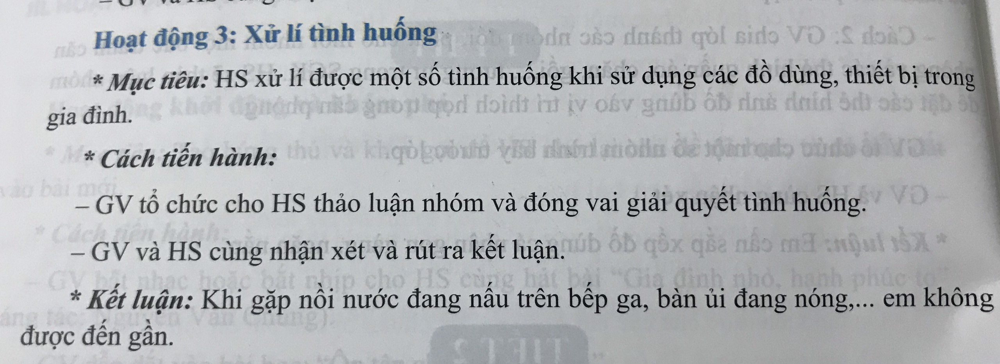 Hoạt động 3: Xử lí tình huống
* Mục tiêu: HS xử lí được một số tình huống khi sử dụng các đồ dùng, thiết bị trong
gia đình.
* Cách tiến hành:
– GV tổ chức cho HS thảo luận nhóm và đóng vai giải quyết tình huống.
– GV và HS cùng nhận xét và rút ra kết luận.
* Kết luận: Khi gặp nồi nước đang nấu trên bếp ga, bàn ủi đang nóng,... em không
được đến gần.